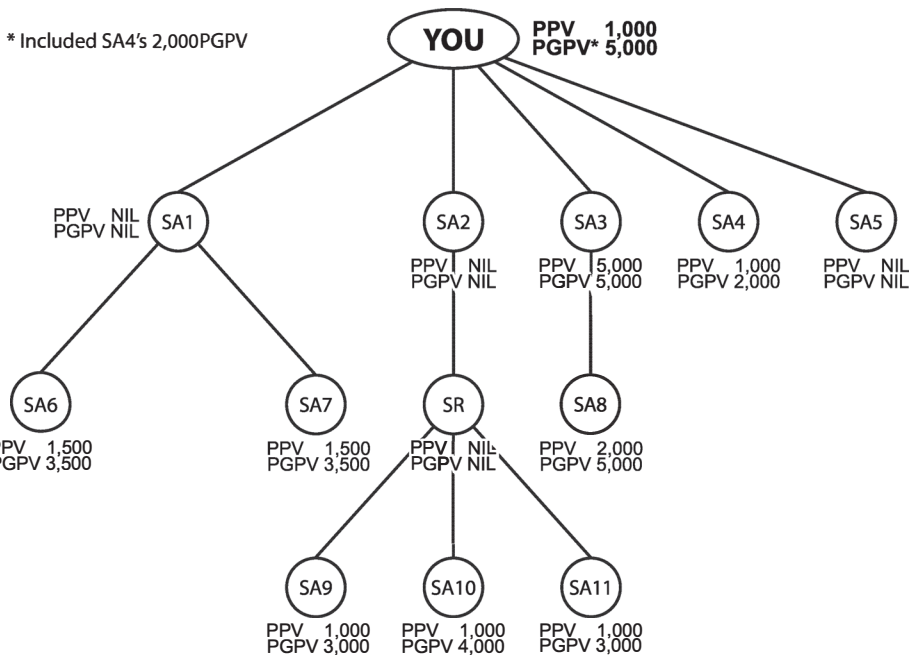 * Included SA4's 2,000PGPV
YOU
PPV 1,000
PGPV* 5,000
PPV NIL
PGPV NIL
SA1
SA2
PPV NIL
PGPV NIL
SA3
PPV 5,000
PGPV 5,000
SA4
PPV 1,000
PGPV 2,000
SA5
PPV NIL
PGPV NIL
SA6
PPV 1,500
PGPV 3,500
SA7
PPV 1,500
PGPV 3,500
SR
PPV NIL
PGPV NIL
SA8
PPV 2,000
PGPV 5,000
SA9
PPV 1,000
PGPV 3,000
SA10
PPV 1,000
PGPV 4,000
SA11
PPV 1,000
PGPV 3,000